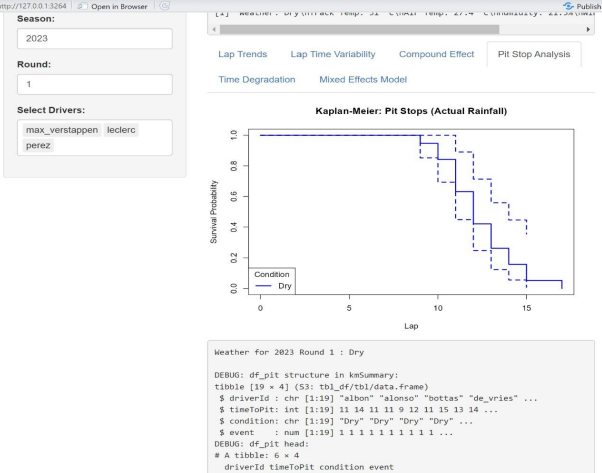 http://127.0.0.1:3264 Open in Browser Publish
Season:
2023
Round:
1
Select Drivers:
max_verstappen leclerc
perez
Lap Trends Lap Time Variability Compound Effect Pit Stop Analysis
Time Degradation Mixed Effects Model
Kaplan-Meier: Pit Stops (Actual Rainfall)
Survival Probability
1.0
0.8
0.6
0.4
0.2
0.0
Condition
Dry
0 5 10 15
Lap
Weather for 2023 Round 1 : Dry
DEBUG: df_pit structure in kmSummary:
tibble [19 × 4] (S3: tbl_df/tbl/data.frame)
$ driverId : chr [1:19] "albon" "alonso" "bottas" "de_vries" ...
$ timeToPit: int [1:19] 11 14 11 11 9 12 11 15 13 14 ...
$ condition: chr [1:19] "Dry" "Dry" "Dry" "Dry" ...
$ event : num [1:19] 1 1 1 1 1 1 1 1 1 1 ...
DEBUG: df_pit head:
# A tibble: 6 × 4
driverId timeToPit condition event